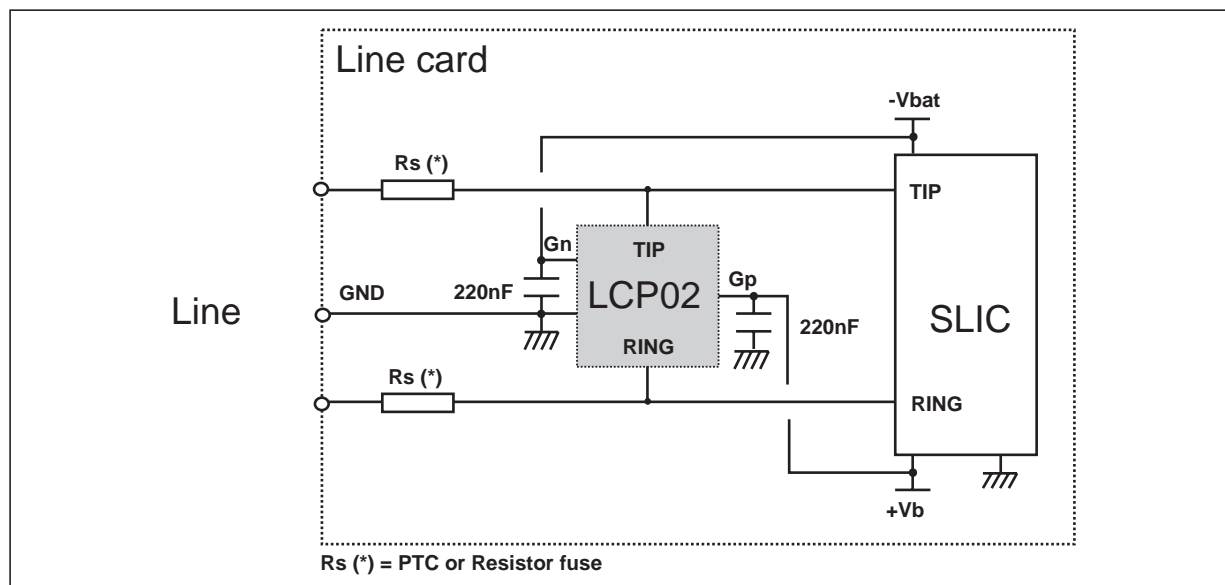 Line card
-Vbat
Rs (*)
TIP
Gn
TIP
Gp
220nF
LCP02
GND
220nF
SLIC
Line
RING
Rs (*)
RING
+Vb
Rs (*) = PTC or Resistor fuse